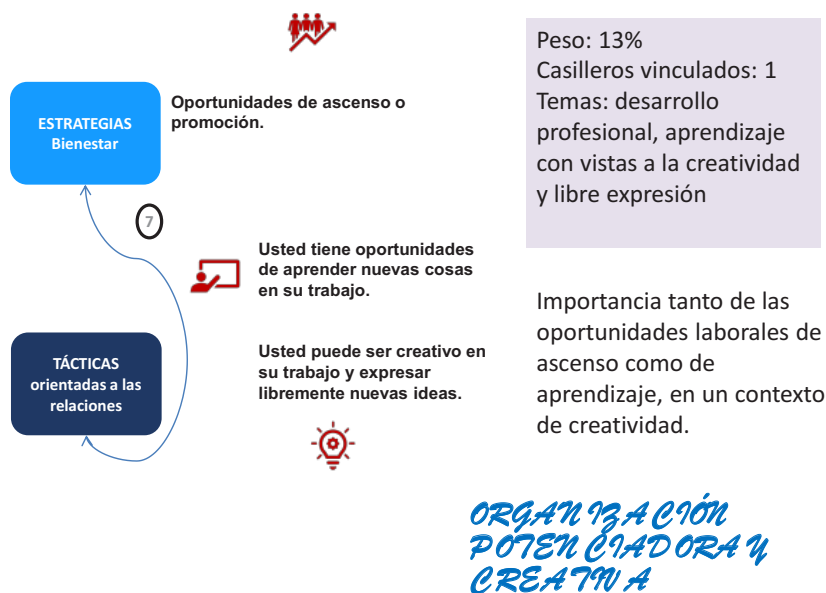 ESTRATEGIAS
Bienestar
Oportunidades de ascenso o
promoción.
7
Usted tiene oportunidades
de aprender nuevas cosas
en su trabajo.
TÁCTICAS
orientadas a las
relaciones
Usted puede ser creativo en
su trabajo y expresar
libremente nuevas ideas.
Peso: 13%
Casilleros vinculados: 1
Temas: desarrollo
profesional, aprendizaje
con vistas a la creatividad
y libre expresión
Importancia tanto de las
oportunidades laborales de
ascenso como de
aprendizaje, en un contexto
de creatividad.
ORGANIZACIÓN
POTENCIADORA Y
CREATIVA